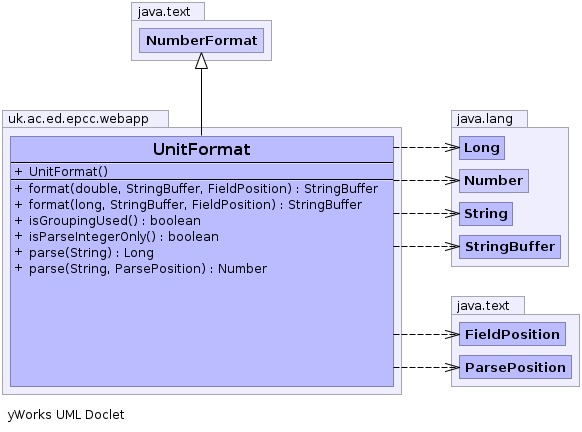 java.text
NumberFormat
uk.ac.ed.epcc.webapp
UnitFormat
+ UnitFormat()
+ format(double, StringBuffer, FieldPosition) : StringBuffer
+ format(long, StringBuffer, FieldPosition) : StringBuffer
+ isGroupingUsed() : boolean
+ isParseIntegerOnly() : boolean
+ parse(String) : Long
+ parse(String, ParsePosition) : Number
java.lang
Long
Number
String
StringBuffer
java.text
FieldPosition
ParsePosition
yWorks UML Doclet